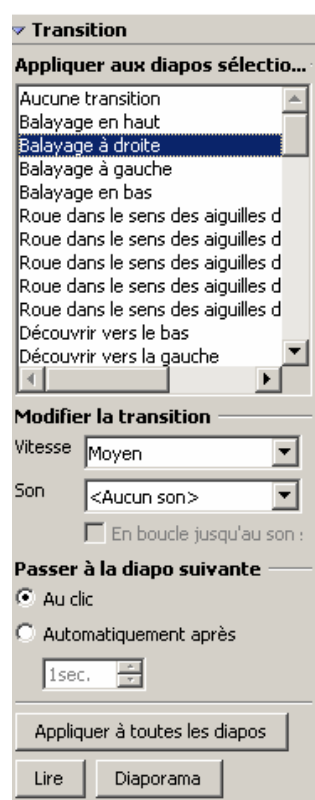 Transition
Appliquer aux diapos sélectio...
Aucune transition
Balayage en haut
Balayage à droite
Balayage à gauche
Balayage en bas
Roue dans le sens des aiguilles d
Roue dans le sens des aiguilles d
Roue dans le sens des aiguilles d
Roue dans le sens des aiguilles d
Roue dans le sens des aiguilles d
Découvrir vers le bas
Découvrir vers la gauche
Modifier la transition
Vitesse Moyen
Son <Aucun son>
En boucle jusqu'au son s
Passer à la diapo suivante
Au clic
Automatiquement après
1sec.
Appliquer à toutes les diapos
Lire Diaporama